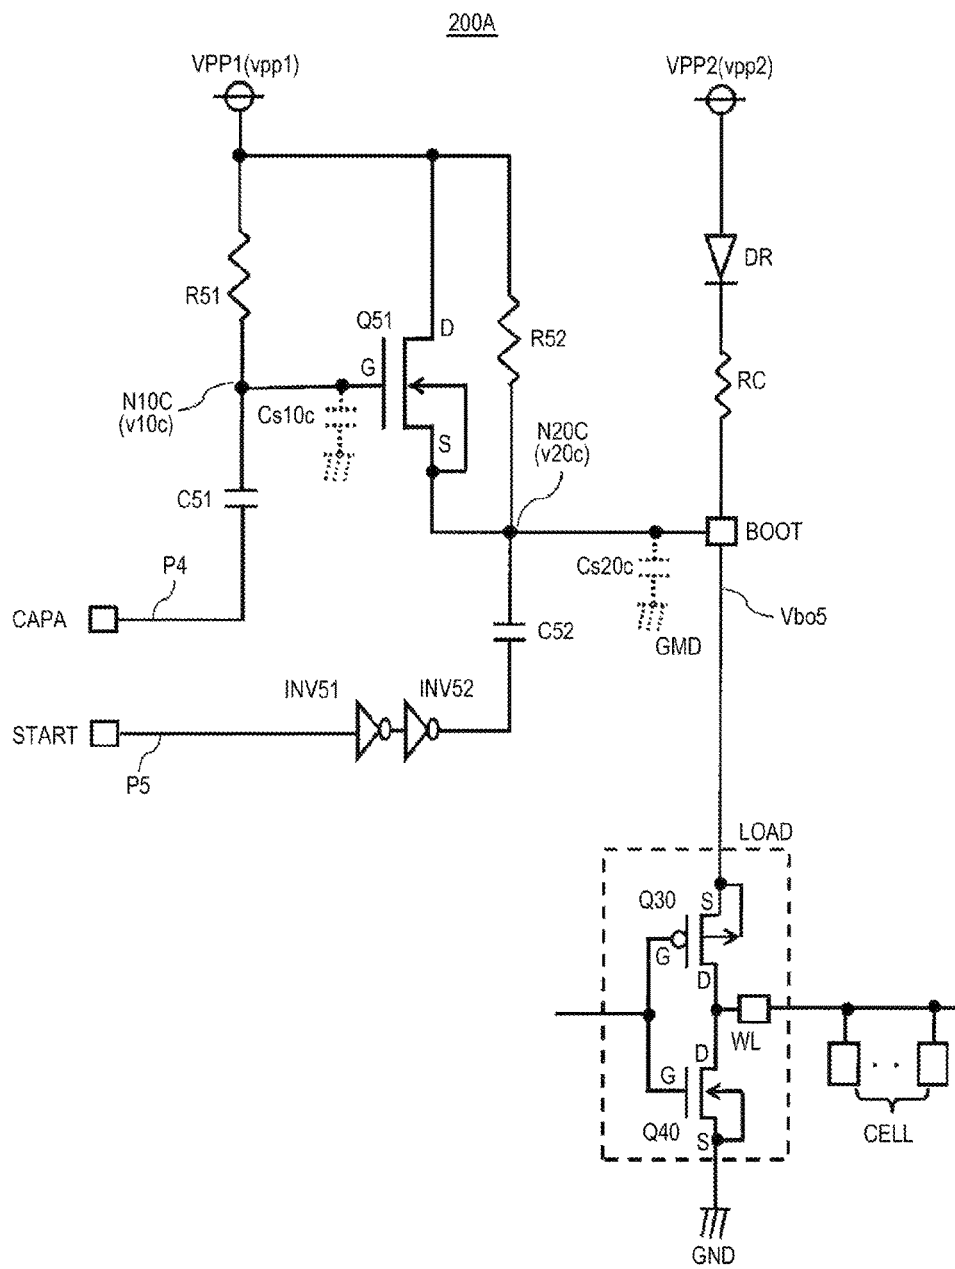 200A
VPP1(vpp1)
VPP2(vpp2)
DR
R51
Q51
D
R52
G
RC
N10C
(v10c)
Cs10c
S
N20C
(v20c)
C51
BOOT
P4
Cs20c
CAPA
C52
Vbo5
GMD
INV51
INV52
START
P5
LOAD
Q30
S
G
D
WL
D
G
Q40
S
CELL
GND